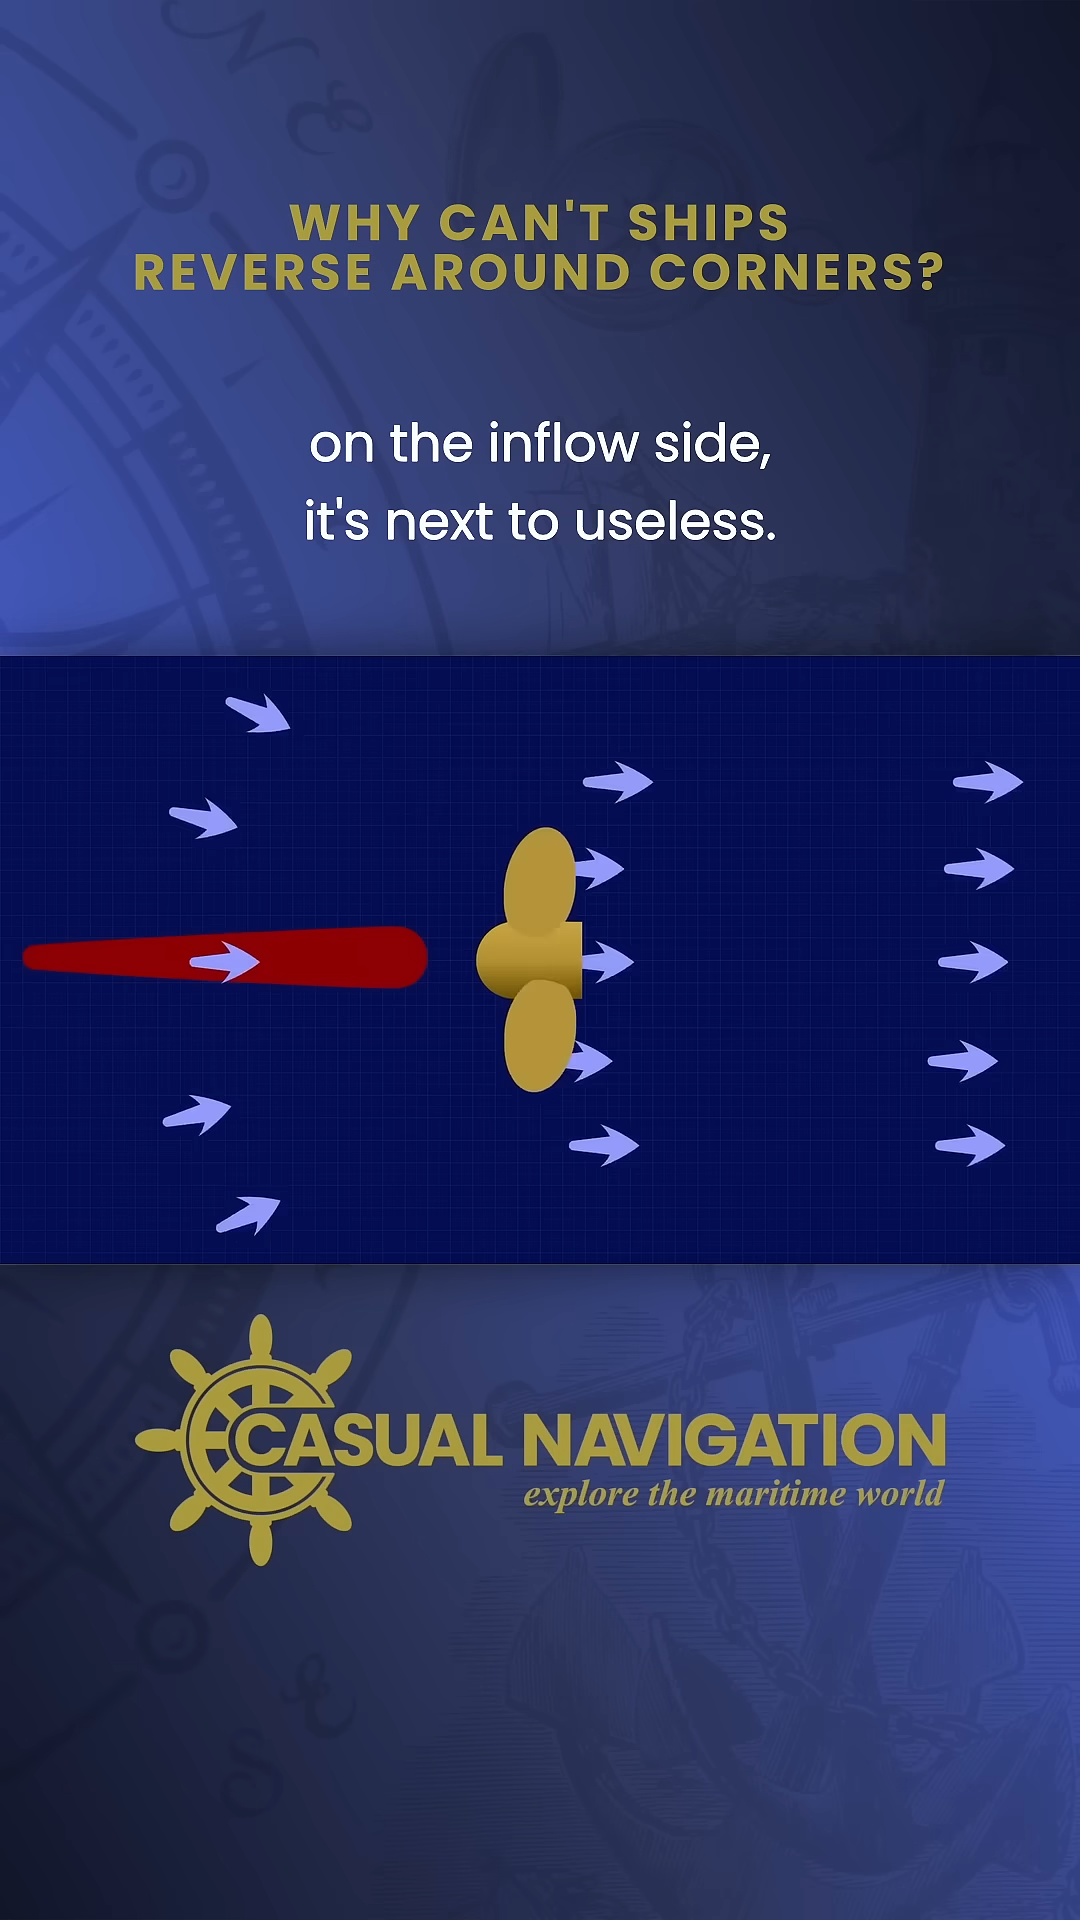 N
E
WHY CAN'T SHIPS
REVERSE AROUND CORNERS?
on the inflow side,
it's next to useless.
CASUAL NAVIGATION
explore the maritime world
E
S